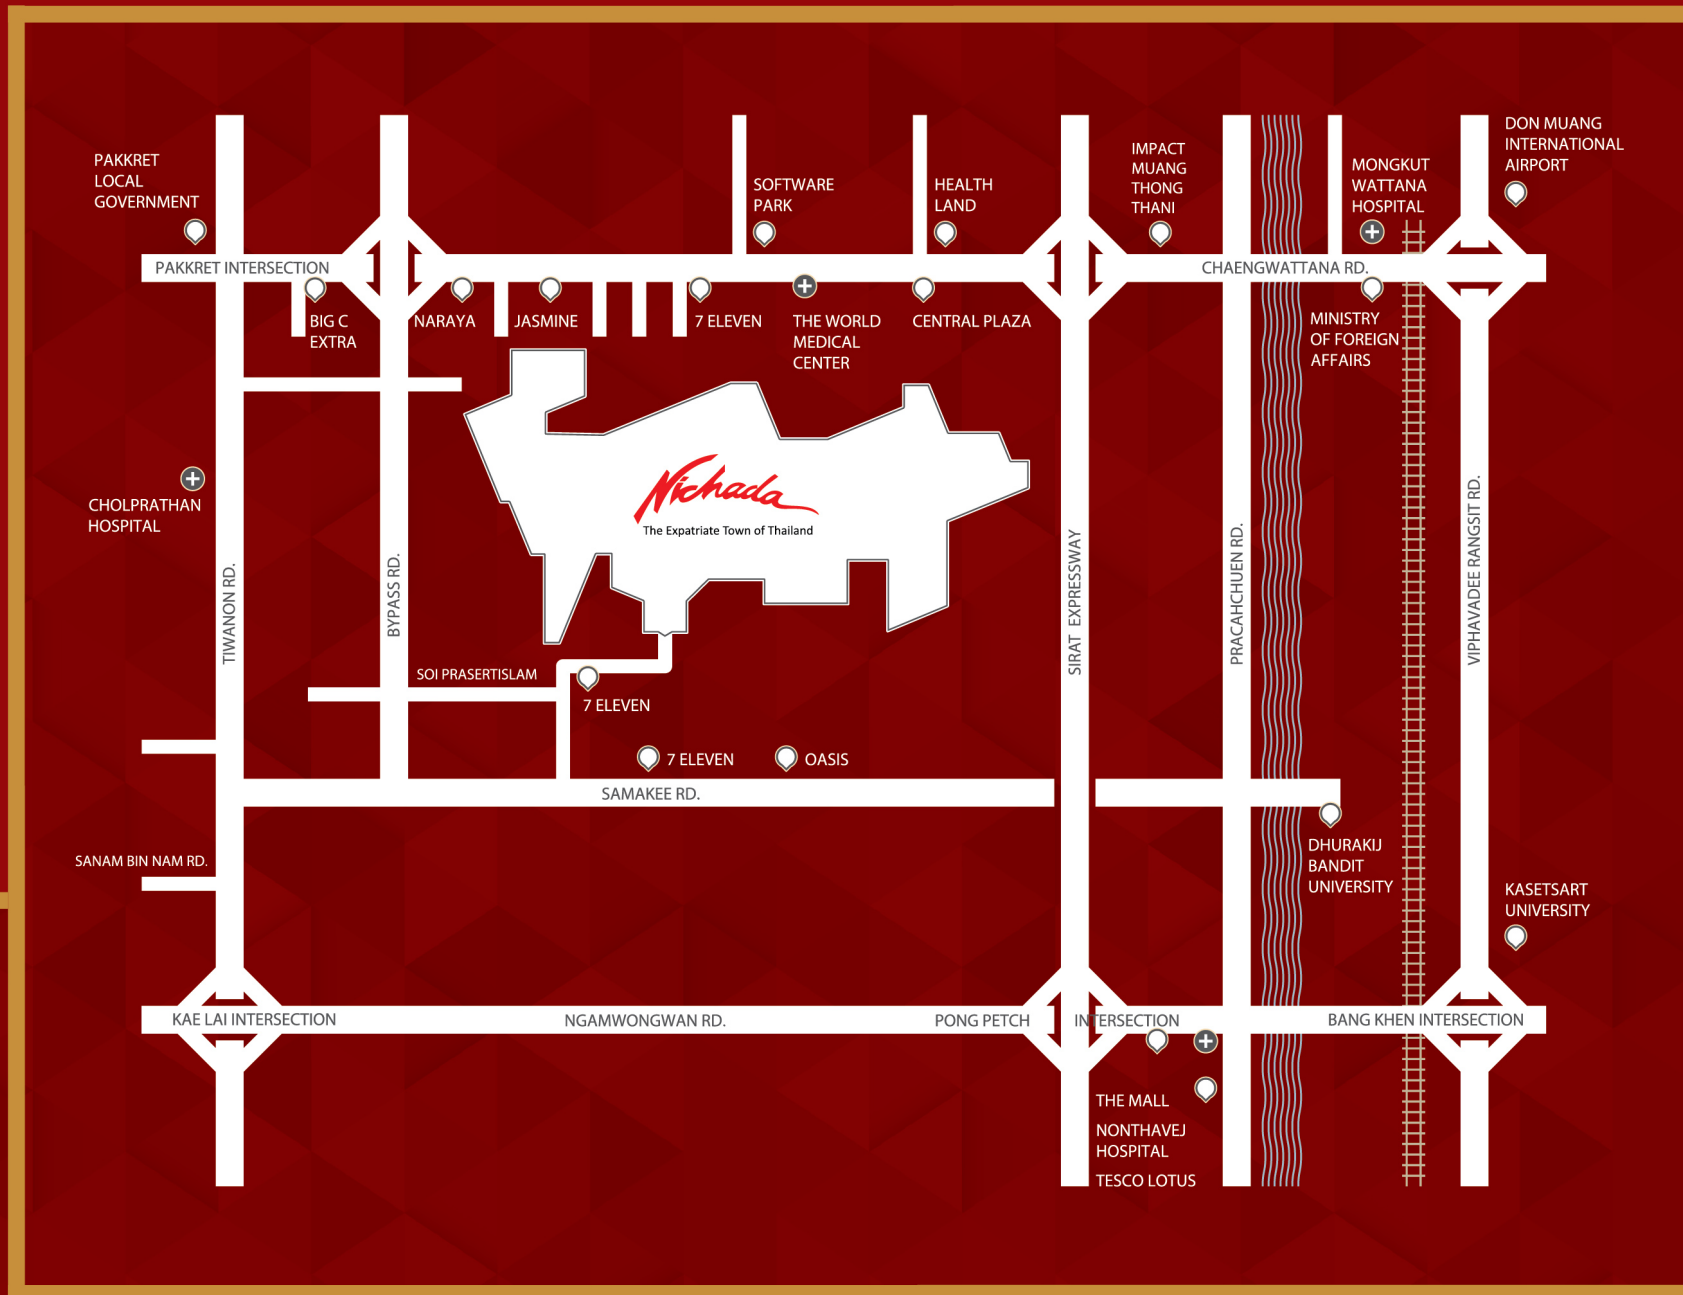 PAKKRET
LOCAL
GOVERNMENT
SOFTWARE
PARK
HEALTH
LAND
IMPACT
MUANG
THONG
THANI
MONGKUT
WATTANA
HOSPITAL
DON MUANG
INTERNATIONAL
AIRPORT
PAKKRET INTERSECTION
CHAENGWATTANA RD.
BIG C
EXTRA
NARAYA
JASMINE
7 ELEVEN
THE WORLD
MEDICAL
CENTER
CENTRAL PLAZA
MINISTRY
OF FOREIGN
AFFAIRS
Nichada
The Expatriate Town of Thailand
CHOLPRATHAN
HOSPITAL
TIWANON RD.
BYPASS RD.
SIRAT EXPRESSWAY
PRACAHCHUEN RD.
VIPHAVADEE RANGSIT RD.
SOI PRASERTISLAM
7 ELEVEN
7 ELEVEN
OASIS
SAMAKEE RD.
SANAM BIN NAM RD.
DHURAKIJ
BANDIT
UNIVERSITY
KASETSART
UNIVERSITY
KAE LAI INTERSECTION
NGAMWONGWAN RD.
PONG PETCH INTERSECTION
BANG KHEN INTERSECTION
THE MALL
NONTHAVEJ
HOSPITAL
TESCO LOTUS